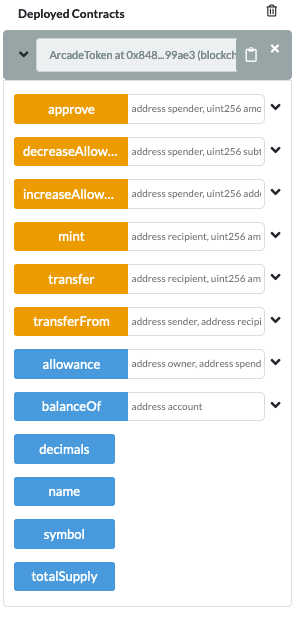 Deployed Contracts
ArcadeToken at 0x848...99ae3 (blockch
approve address spender, uint256 amo
decreaseAllow... address spender, uint256 subt
increaseAllow... address spender, uint256 adde
mint address recipient, uint256 am
transfer address recipient, uint256 am
transferFrom address sender, address recipi
allowance address owner, address spend
balanceOf address account
decimals
name
symbol
totalSupply